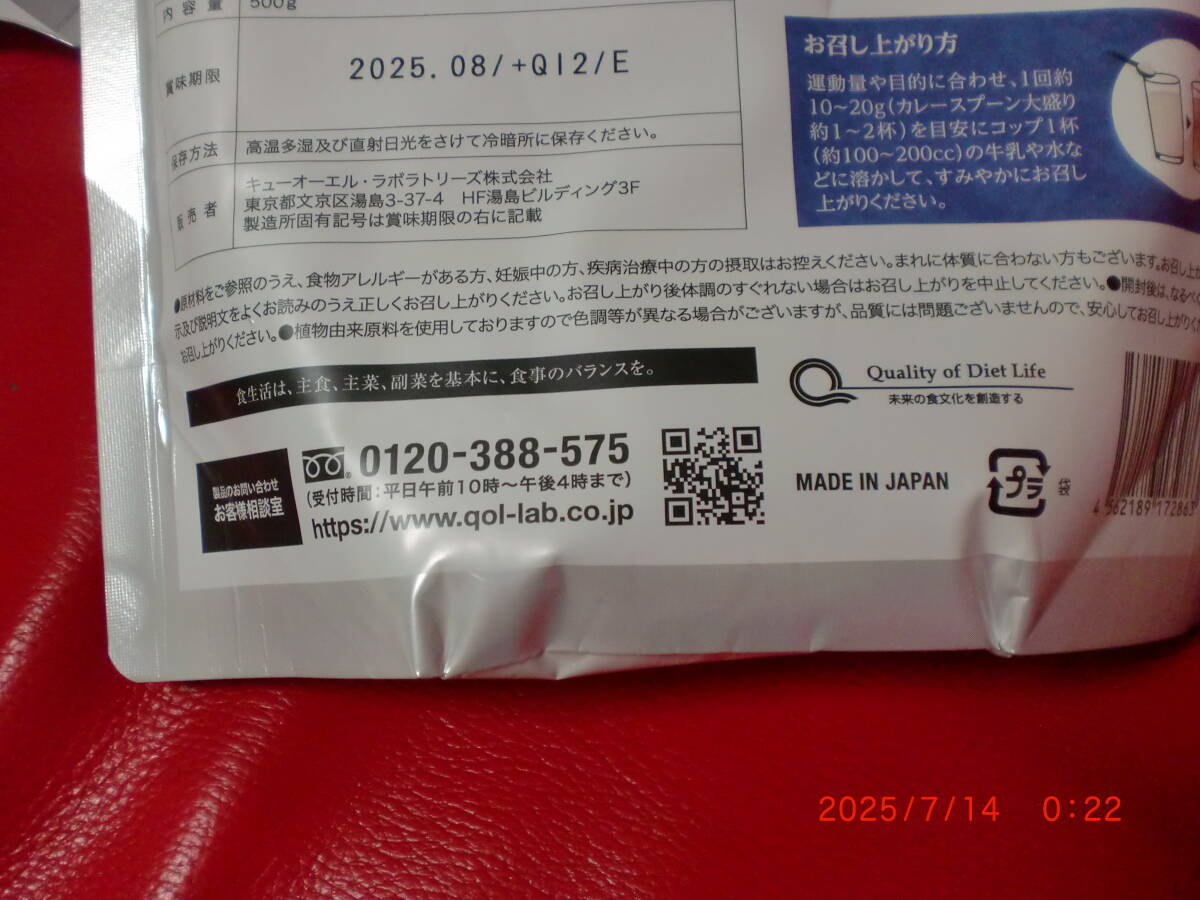 内容量 500g
賞味期限 2025.08/+QI2/E
保存方法 高温多湿及び直射日光をさけて冷暗所に保存ください。
販売者 キューオーエル・ラボラトリーズ株式会社
東京都文京区湯島3-37-4 HF湯島ビルディング3F
製造所固有記号は賞味期限の右に記載
お召し上がり方
運動量や目的に合わせ、1回約
10~20g(カレースプーン大盛り
約1~2杯)を目安にコップ1杯
(約100~200cc)の牛乳や水な
どに溶かして、すみやかにお召し
上がりください。
●原材料をご参照のうえ、食物アレルギーがある方、妊娠中の方、疾病治療中の方の摂取はお控えください。まれに体質に合わない方もございます。お召し上が
示及び説明文をよくお読みのうえ正しくお召し上がりください。お召し上がり後体調のすぐれない場合はお召し上がりを中止してください。●開封後は、なるべく
お召し上がりください。●植物由来原料を使用しておりますので色調等が異なる場合がございますが、品質には問題ございませんので、安心してお召し上がりくだ
食生活は、主食、主菜、副菜を基本に、食事のバランスを。
Quality of Diet Life
未来の食文化を創造する
製品のお問い合わせ
お客様相談室
0120-388-575
(受付時間:平日午前10時~午後4時まで)
https://www.qol-lab.co.jp
MADE IN JAPAN
プラ
袋
4 562189 172863
2025/7/14 0:22